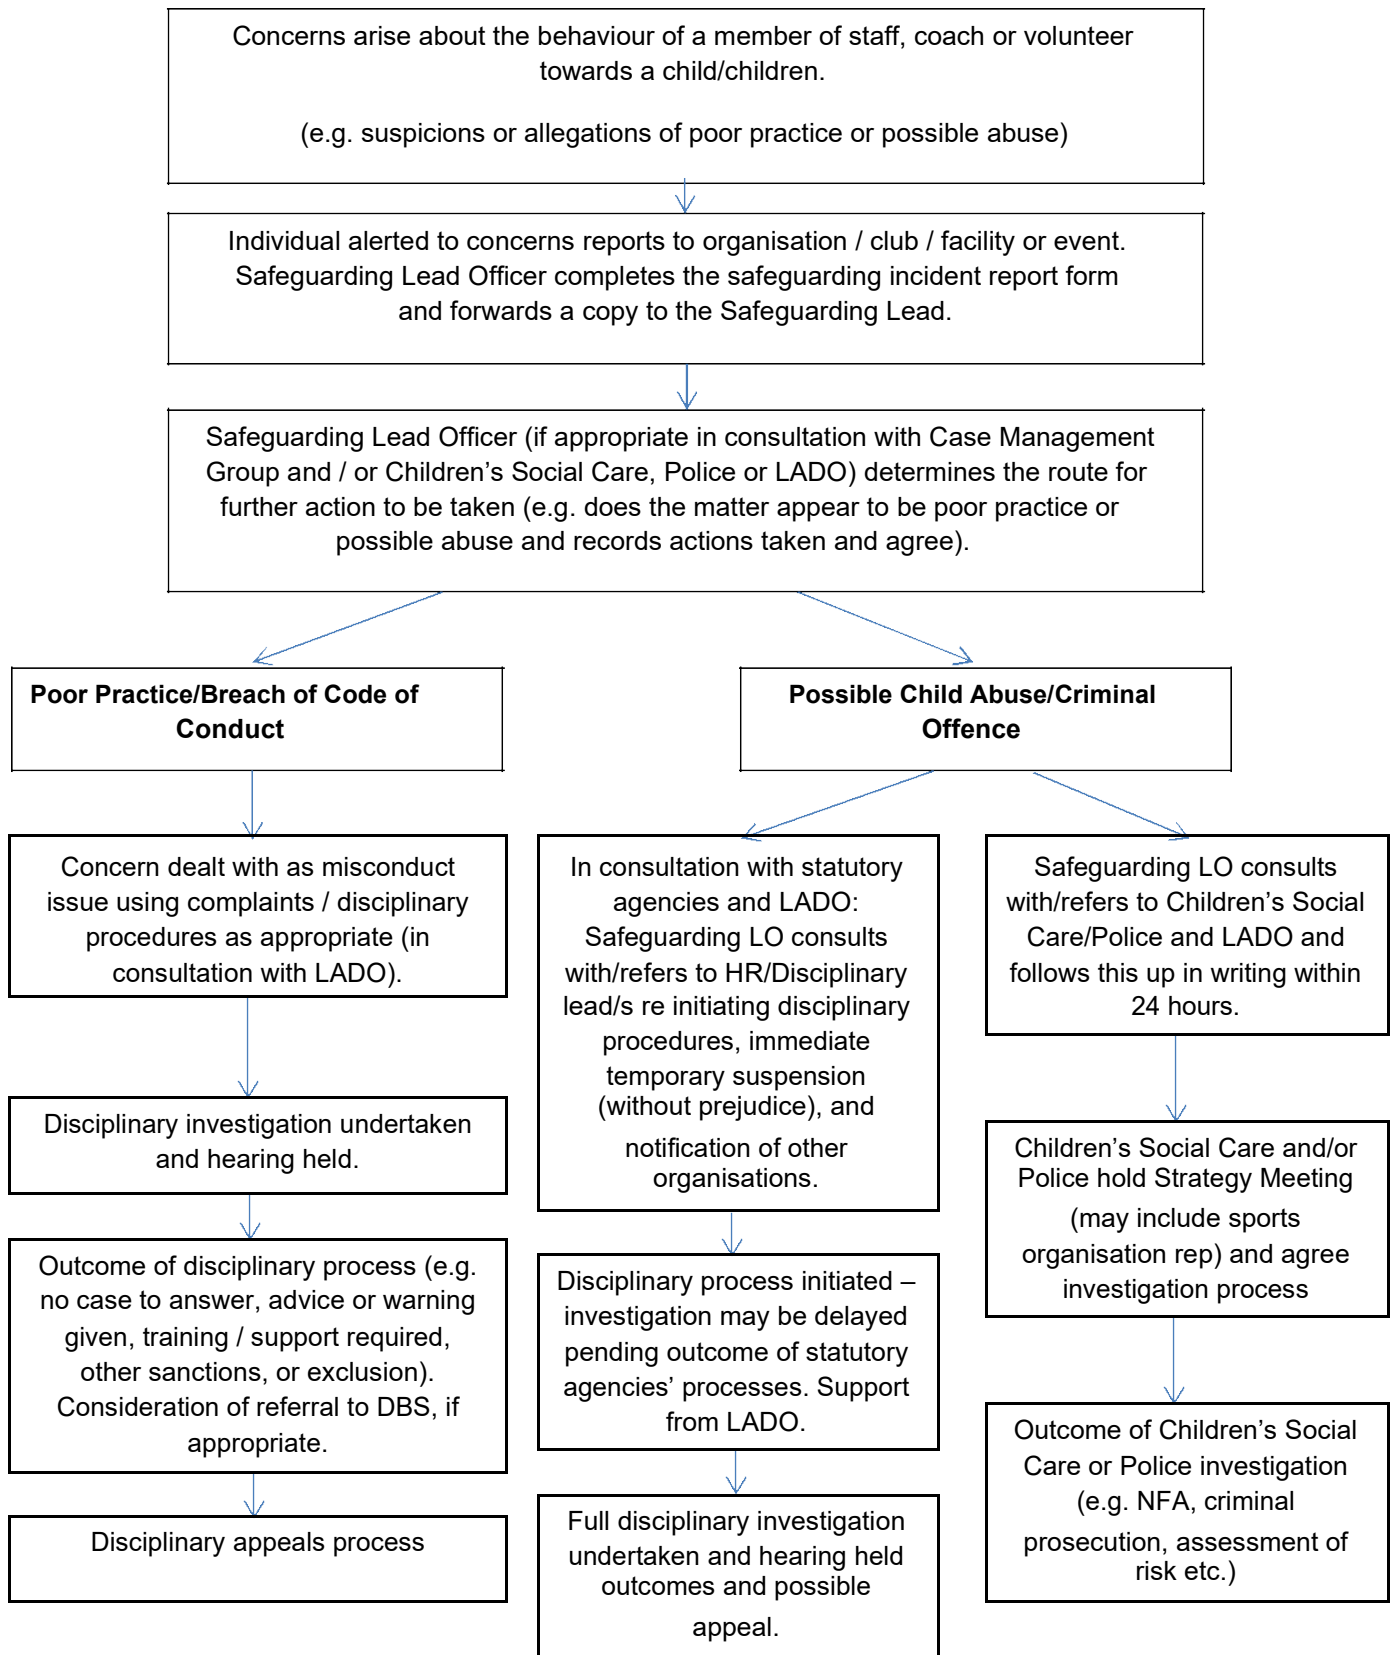 Concerns arise about the behaviour of a member of staff, coach or volunteer
towards a child/children.
(e.g. suspicions or allegations of poor practice or possible abuse)
Individual alerted to concerns reports to organisation / club / facility or event.
Safeguarding Lead Officer completes the safeguarding incident report form
and forwards a copy to the Safeguarding Lead.
Safeguarding Lead Officer (if appropriate in consultation with Case Management
Group and / or Children’s Social Care, Police or LADO) determines the route for
further action to be taken (e.g. does the matter appear to be poor practice or
possible abuse and records actions taken and agree).
Poor Practice/Breach of Code of
Conduct
Possible Child Abuse/Criminal
Offence
Concern dealt with as misconduct
issue using complaints / disciplinary
procedures as appropriate (in
consultation with LADO).
Disciplinary investigation undertaken
and hearing held.
Outcome of disciplinary process (e.g.
no case to answer, advice or warning
given, training / support required,
other sanctions, or exclusion).
Consideration of referral to DBS, if
appropriate.
Disciplinary appeals process
In consultation with statutory
agencies and LADO:
Safeguarding LO consults
with/refers to HR/Disciplinary
lead/s re initiating disciplinary
procedures, immediate
temporary suspension
(without prejudice), and
notification of other
organisations.
Disciplinary process initiated –
investigation may be delayed
pending outcome of statutory
agencies’ processes. Support
from LADO.
Full disciplinary investigation
undertaken and hearing held
outcomes and possible
appeal.
Safeguarding LO consults
with/refers to Children’s Social
Care/Police and LADO and
follows this up in writing within
24 hours.
Children’s Social Care and/or
Police hold Strategy Meeting
(may include sports
organisation rep) and agree
investigation process
Outcome of Children’s Social
Care or Police investigation
(e.g. NFA, criminal
prosecution, assessment of
risk etc.)